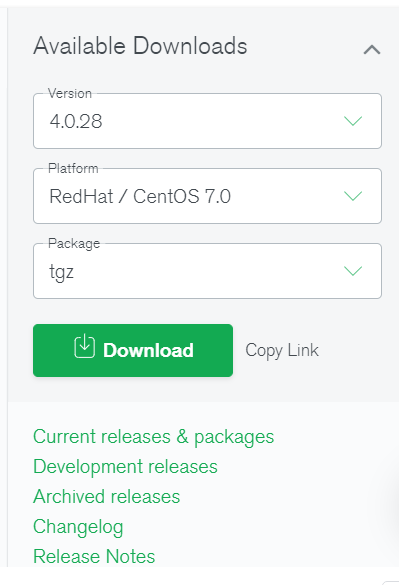 Available Downloads
Version
4.0.28
Platform
RedHat / CentOS 7.0
Package
tgz
Download Copy Link
Current releases & packages
Development releases
Archived releases
Changelog
Release Notes